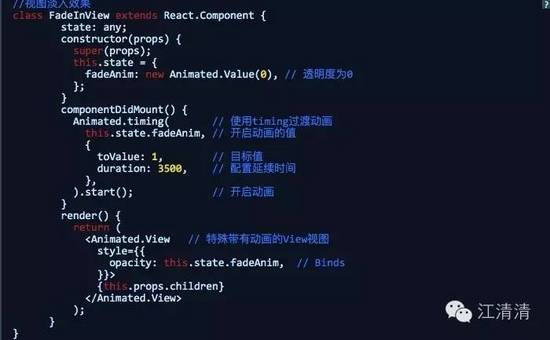 //视图淡入效果
class FadeInView extends React.Component {
state: any;
constructor(props) {
super(props);
this.state = {
fadeAnim: new Animated.Value(0), // 透明度为0
};
}
componentDidMount() {
Animated.timing( // 使用timing过渡动画
this.state.fadeAnim, // 开启动画的值
{
toValue: 1, // 目标值
duration: 3500, // 配置延续时间
},
).start(); // 开启动画
}
render() {
return (
<Animated.View // 特殊带有动画的View视图
style={{
opacity: this.state.fadeAnim, // Binds
}}>
{this.props.children}
</Animated.View>
);
}
}
江清清